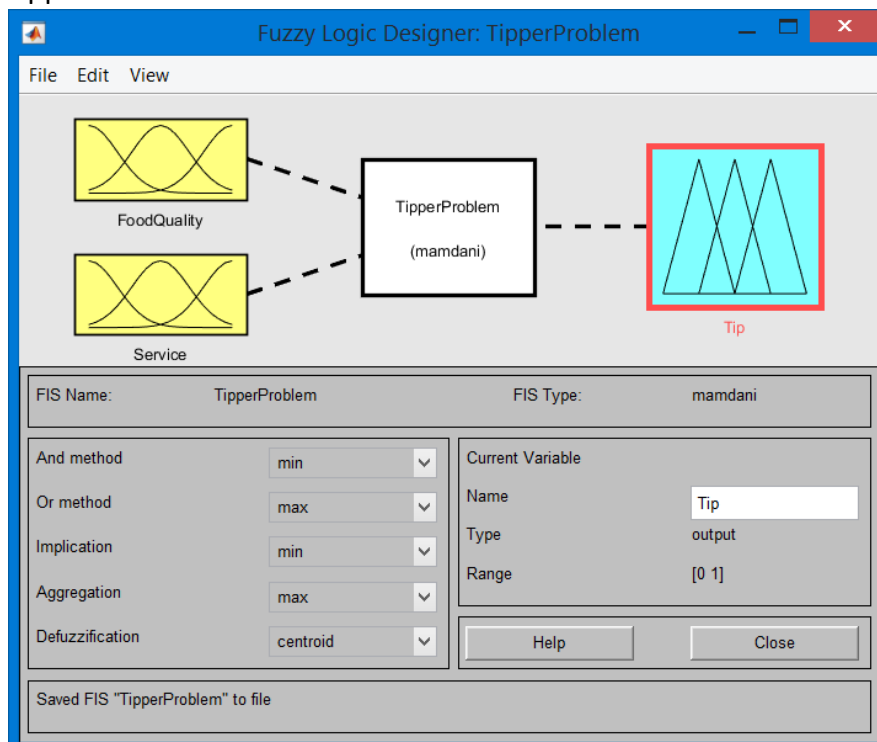 Fuzzy Logic Designer: TipperProblem
File Edit View
FoodQuality
Service
TipperProblem
(mamdani)
Tip
FIS Name: TipperProblem FIS Type: mamdani
And method min
Or method max
Implication min
Aggregation max
Defuzzification centroid
Current Variable
Name Tip
Type output
Range [0 1]
Help Close
Saved FIS "TipperProblem" to file